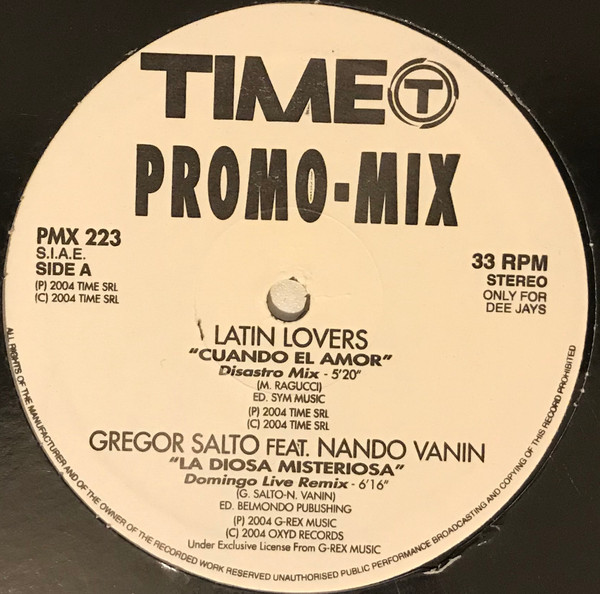 TIME T
PROMO-MIX
PMX 223
S.I.A.E.
SIDE A
(P) 2004 TIME SRL
(C) 2004 TIME SRL
33 RPM
STEREO
ONLY FOR
DEE JAYS
LATIN LOVERS
"CUANDO EL AMOR"
Disastro Mix - 5'20"
(M. RAGUCCI)
ED. SYM MUSIC
(P) 2004 TIME SRL
(C) 2004 TIME SRL
GREGOR SALTO FEAT. NANDO VANIN
"LA DIOSA MISTERIOSA"
Domingo Live Remix - 6'16"
(G. SALTO-N. VANIN)
ED. BELMONDO PUBLISHING
(P) 2004 G-REX MUSIC
(C) 2004 OXYD RECORDS
Under Exclusive License From G-REX MUSIC
ALL RIGHTS OF THE MANUFACTURER AND OF THE OWNER OF THE RECORDED WORK RESERVED UNAUTHORISED PUBLIC PERFORMANCE BROADCASTING AND COPYING OF THIS RECORD PROHIBITED